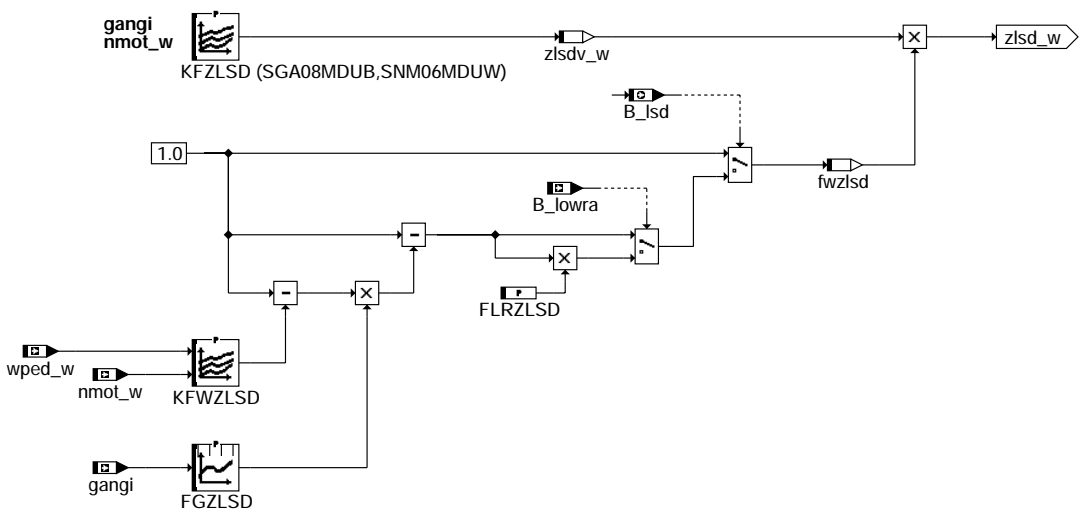 gangi
nmot_w
P
KFZLSD (SGA08MDUB,SNM06MDUW)
zlsdv_w
zlsd_w
B_lsd
1.0
fwzlsd
B_lowra
P
FLRZLSD
wped_w
nmot_w
P
KFWZLSD
gangi
P
FGZLSD